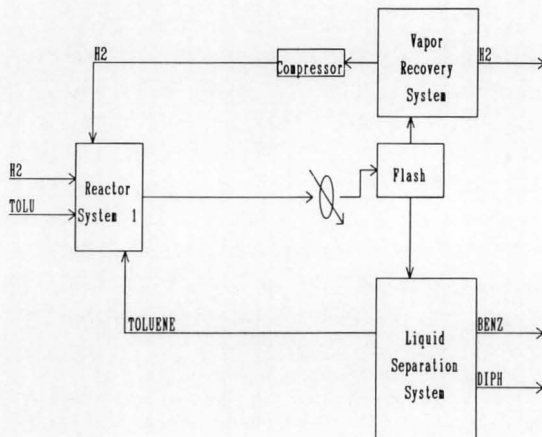 H2
Compressor
Vapor
Recovery
System
H2
H2
TOLU
Reactor
System 1
Flash
TOLUENE
Liquid
Separation
System
BENZ
DIPH